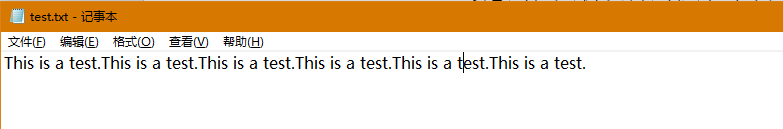 test.txt - 记事本
文件(F) 编辑(E) 格式(O) 查看(V) 帮助(H)
This is a test.This is a test.This is a test.This is a test.This is a test.This is a test.